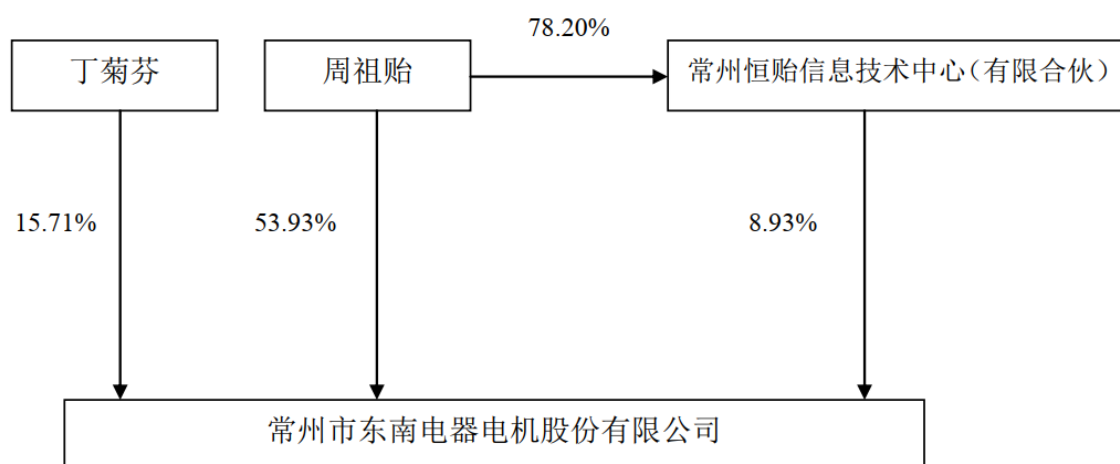 78.20%
丁菊芬
周祖贻
常州恒贻信息技术中心（有限合伙）
15.71%
53.93%
8.93%
常州市东南电器电机股份有限公司